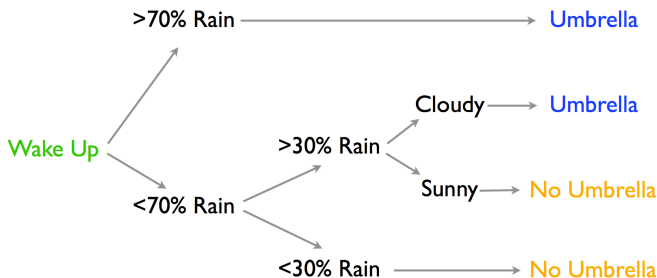 >70% Rain
Umbrella
Cloudy
Umbrella
Wake Up
>30% Rain
Sunny
No Umbrella
<70% Rain
<30% Rain
No Umbrella